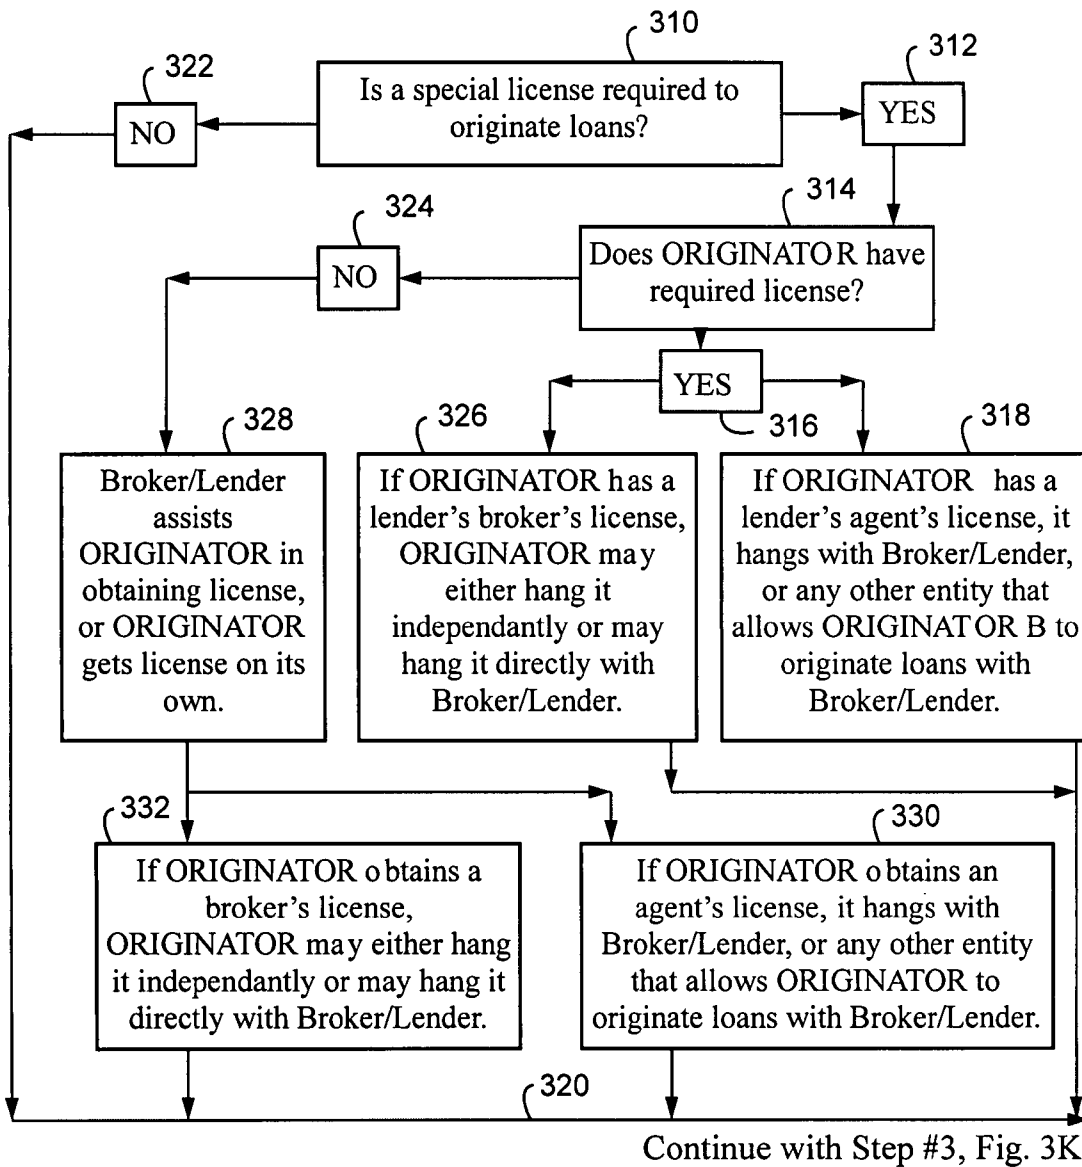 310
Is a special license required to
originate loans?
312
YES
322
NO
314
Does ORIGINATOR have
required license?
324
NO
YES
316
328
Broker/Lender
assists
ORIGINATOR in
obtaining license,
or ORIGINATOR
gets license on its
own.
326
If ORIGINATOR has a
lender's broker's license,
ORIGINATOR may
either hang it
independantly or may
hang it directly with
Broker/Lender.
318
If ORIGINATOR has a
lender's agent's license, it
hangs with Broker/Lender,
or any other entity that
allows ORIGINATOR B to
originate loans with
Broker/Lender.
332
If ORIGINATOR obtains a
broker's license,
ORIGINATOR may either hang
it independantly or may hang it
directly with Broker/Lender.
330
If ORIGINATOR obtains an
agent's license, it hangs with
Broker/Lender, or any other entity
that allows ORIGINATOR to
originate loans with Broker/Lender.
320
Continue with Step #3, Fig. 3K